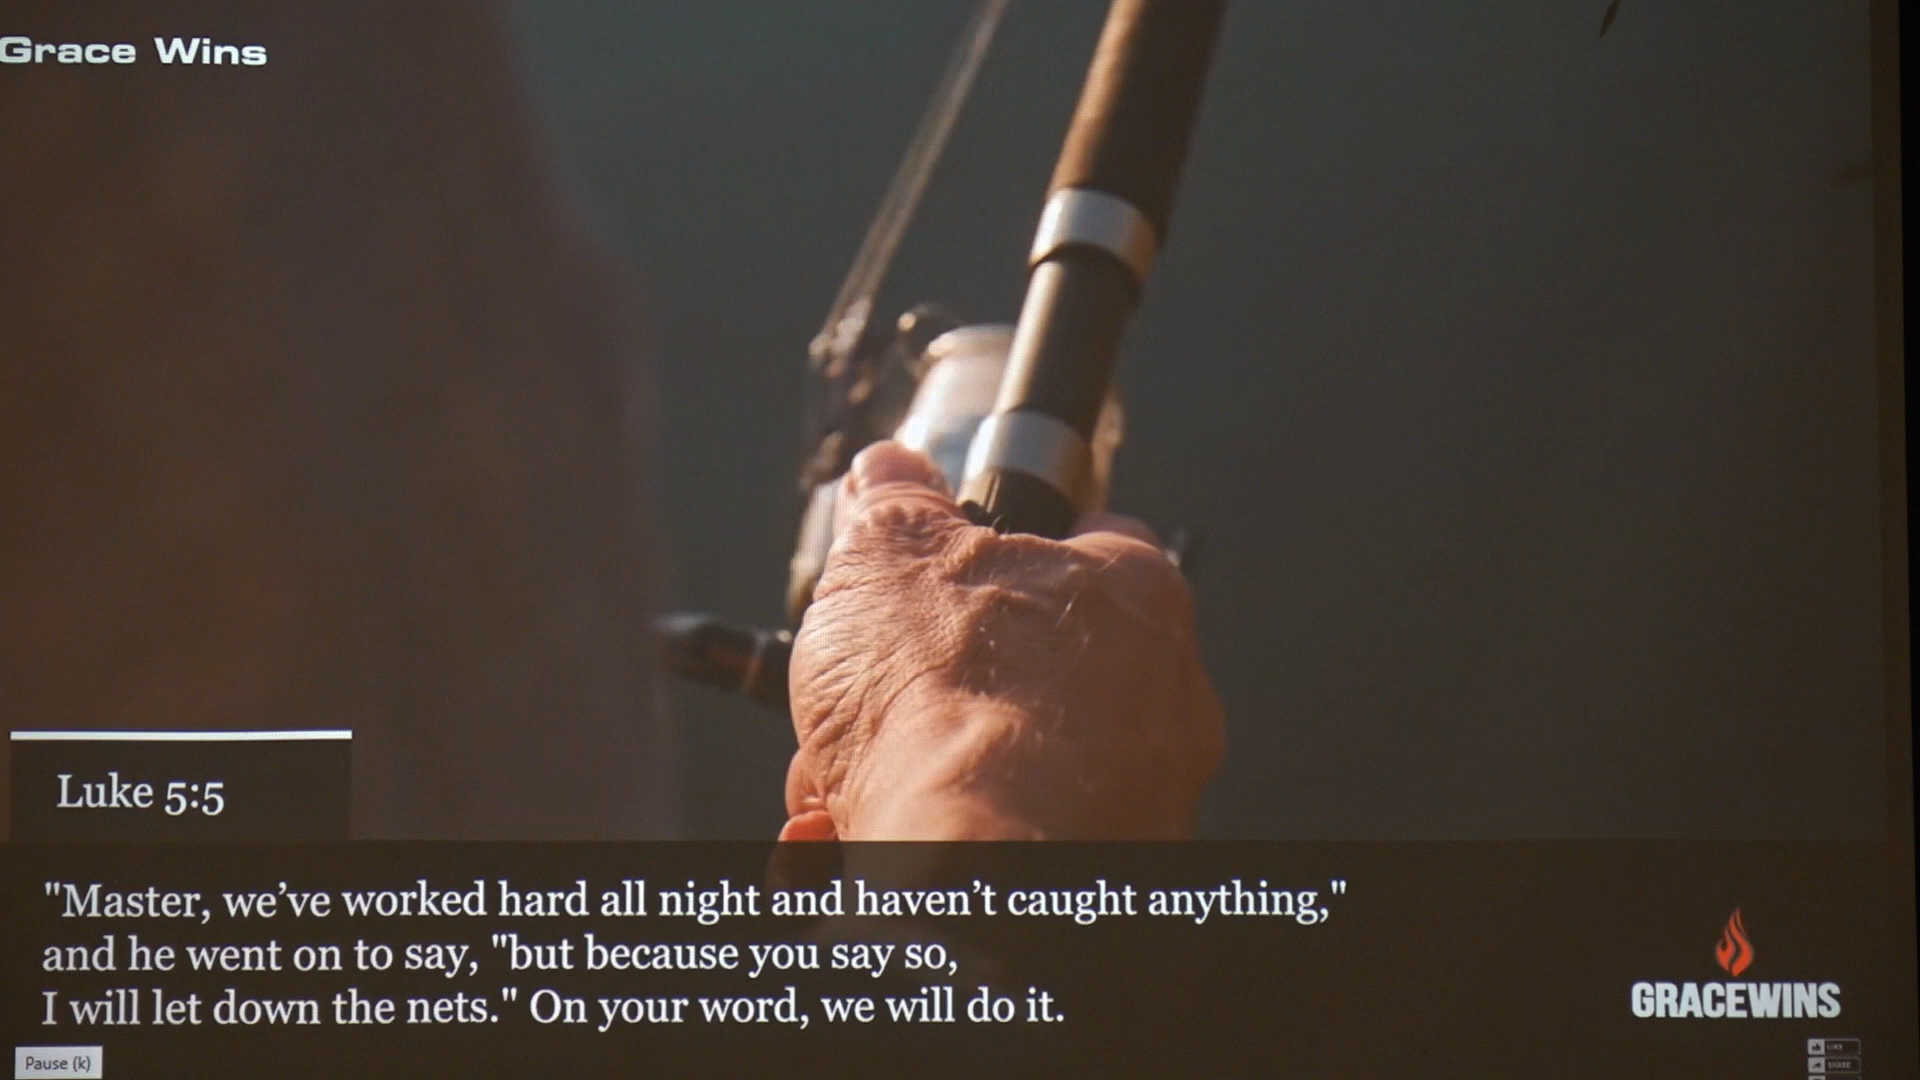 Grace Wins
Luke 5:5
"Master, we’ve worked hard all night and haven’t caught anything,"
and he went on to say, "but because you say so,
I will let down the nets." On your word, we will do it.
GRACEWINS
Pause (k)
LIKE
SHARE